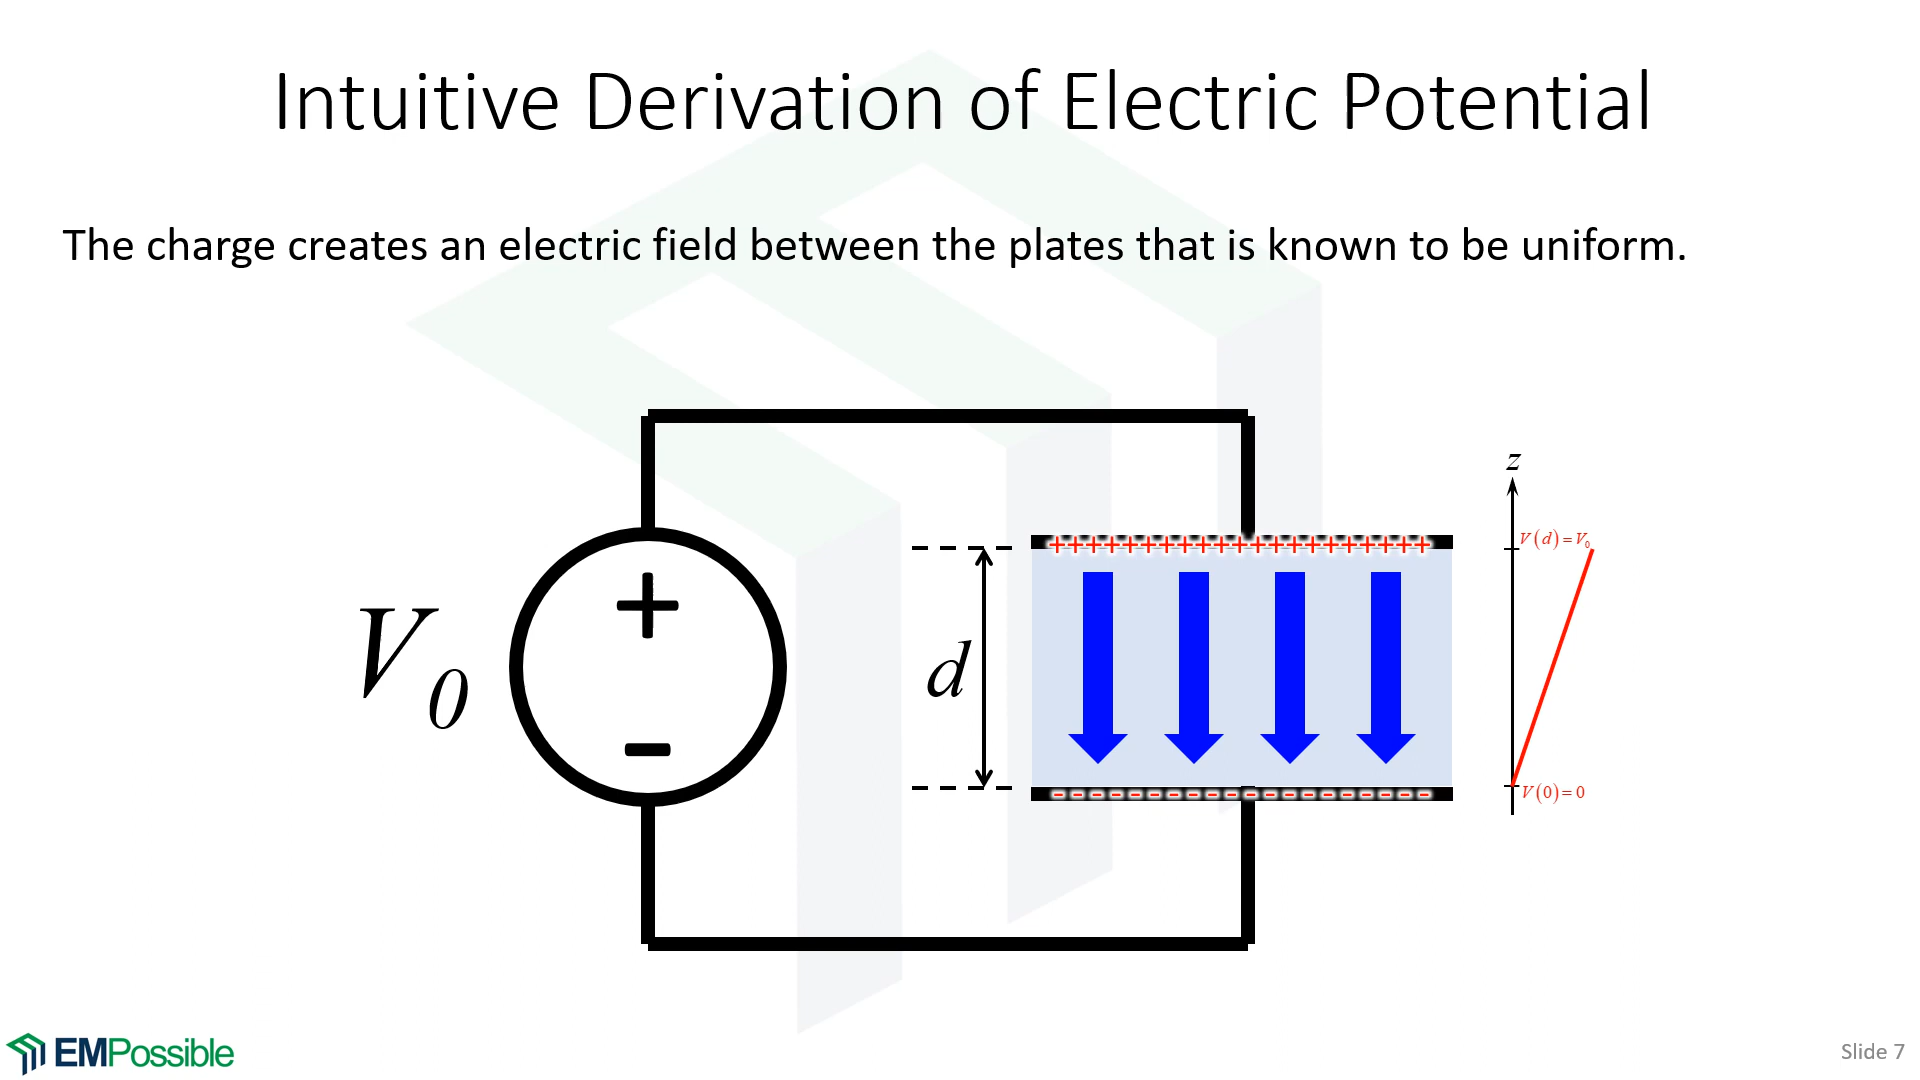 Intuitive Derivation of Electric Potential
The charge creates an electric field between the plates that is known to be uniform.
z
V(d)=V₀
+++++++++++++++++++++
+
V₀
d
-
- - - - - - - - - - - - - - - - - - - - -
V(0)=0
EMPossible
Slide 7